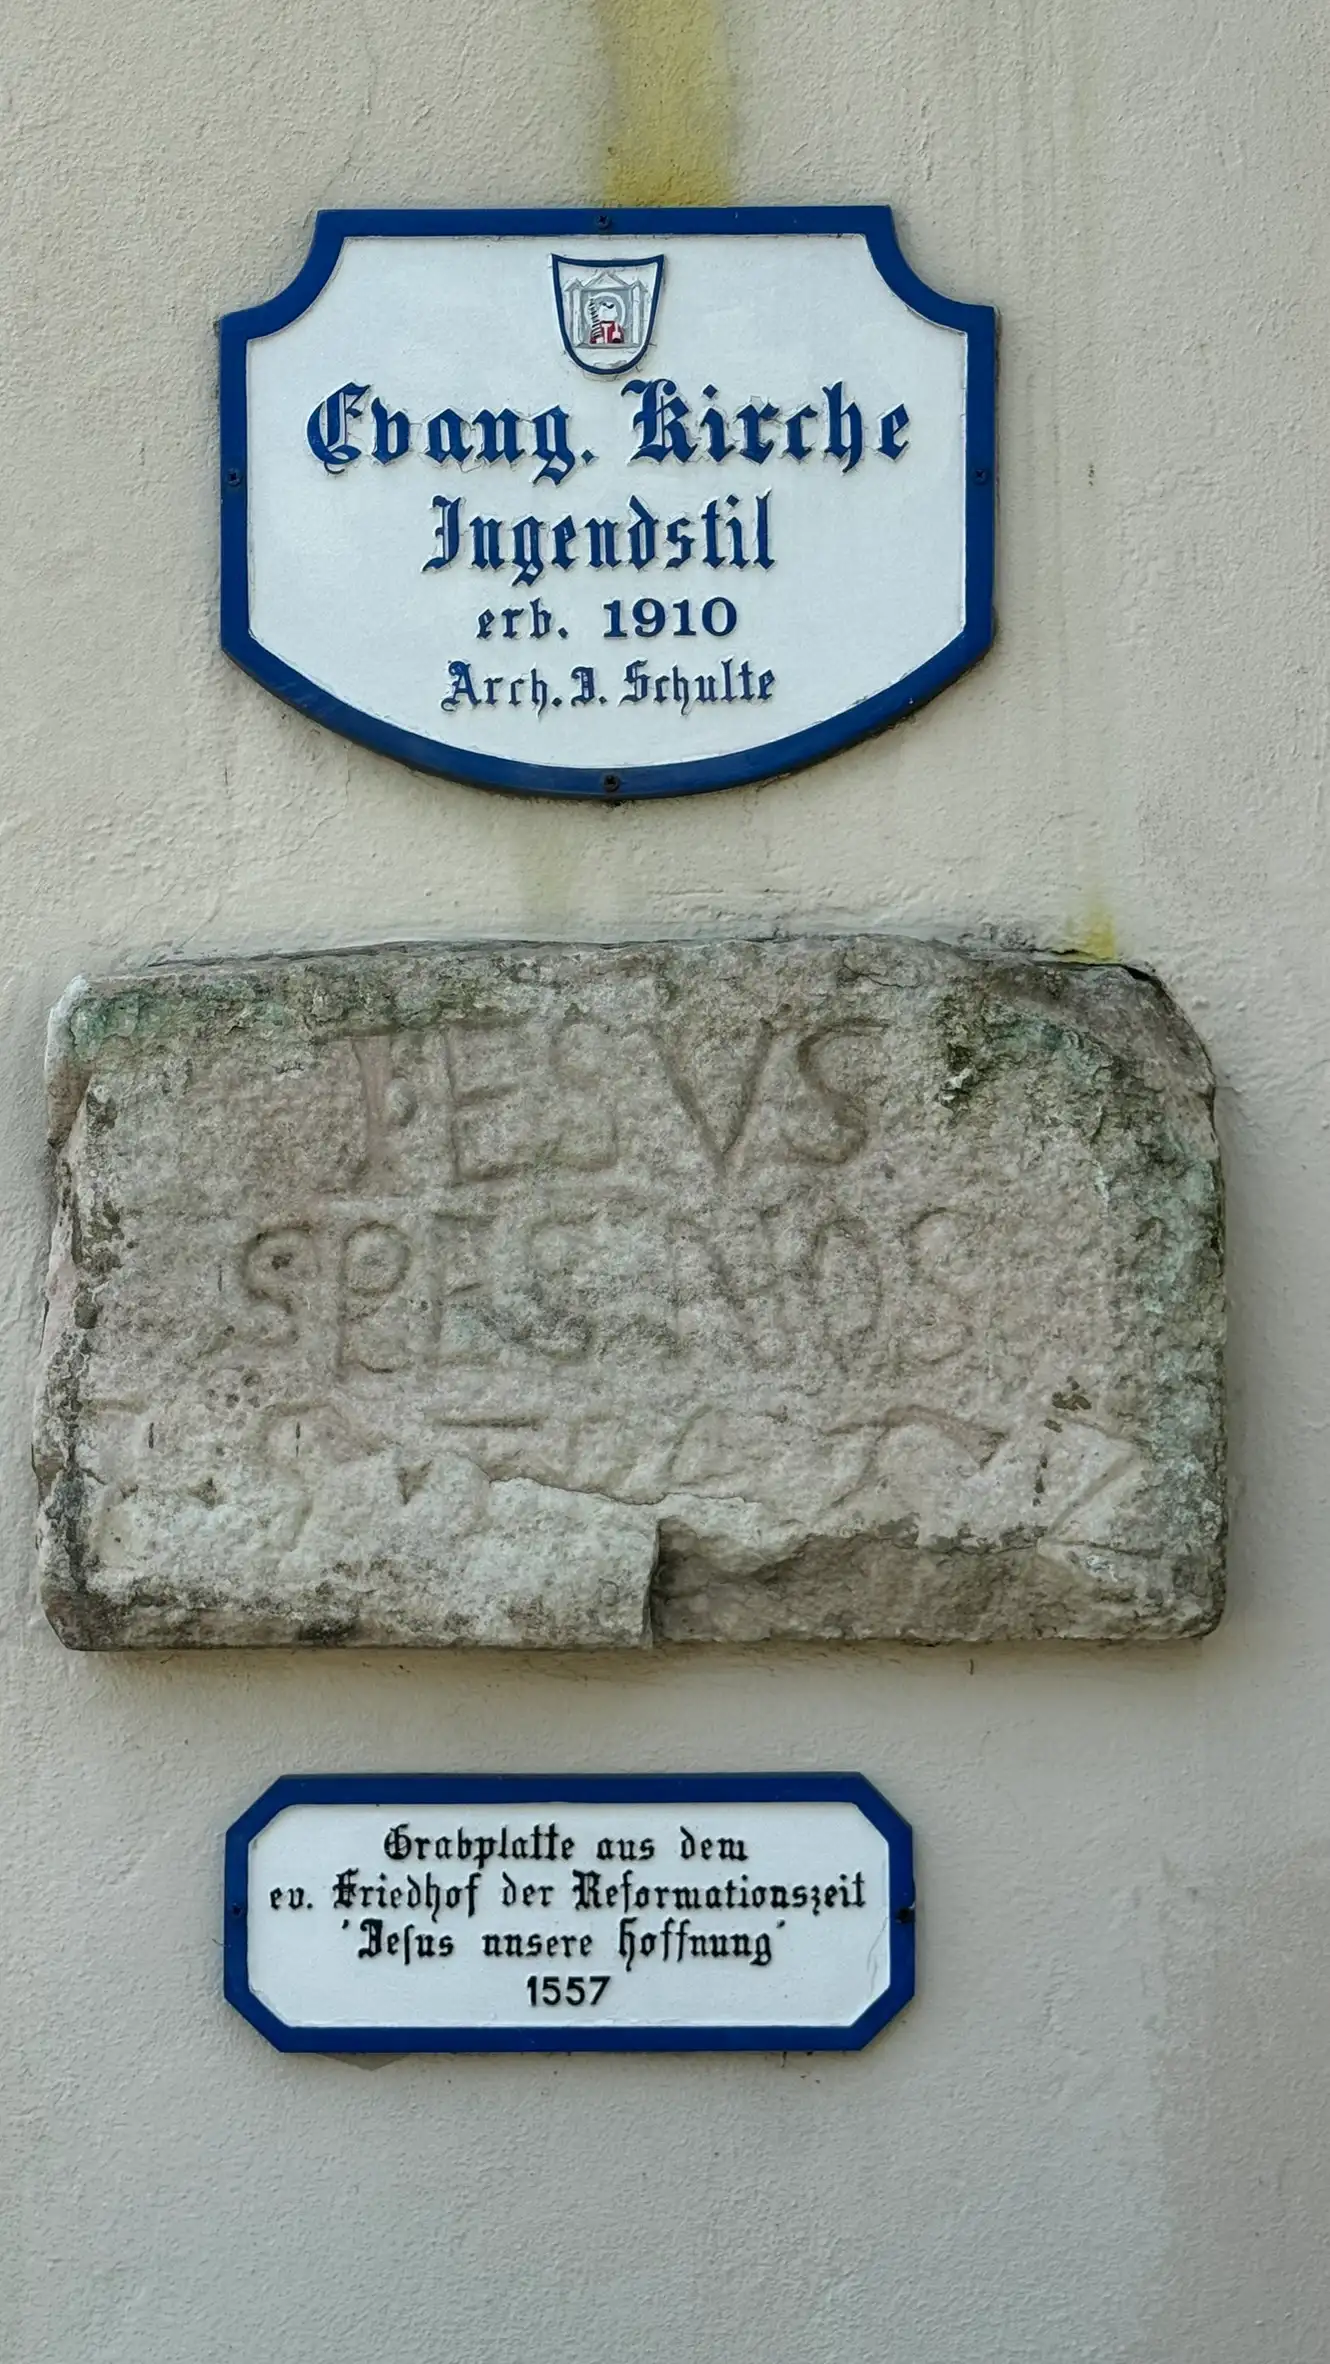 Evang. Kirche
Jugendstil
erb. 1910
Arch. J. Schulte
IESVS
SPES NOS
Grabplatte aus dem
ev. Friedhof der Reformationszeit
'Jesus unsere Hoffnung'
1557